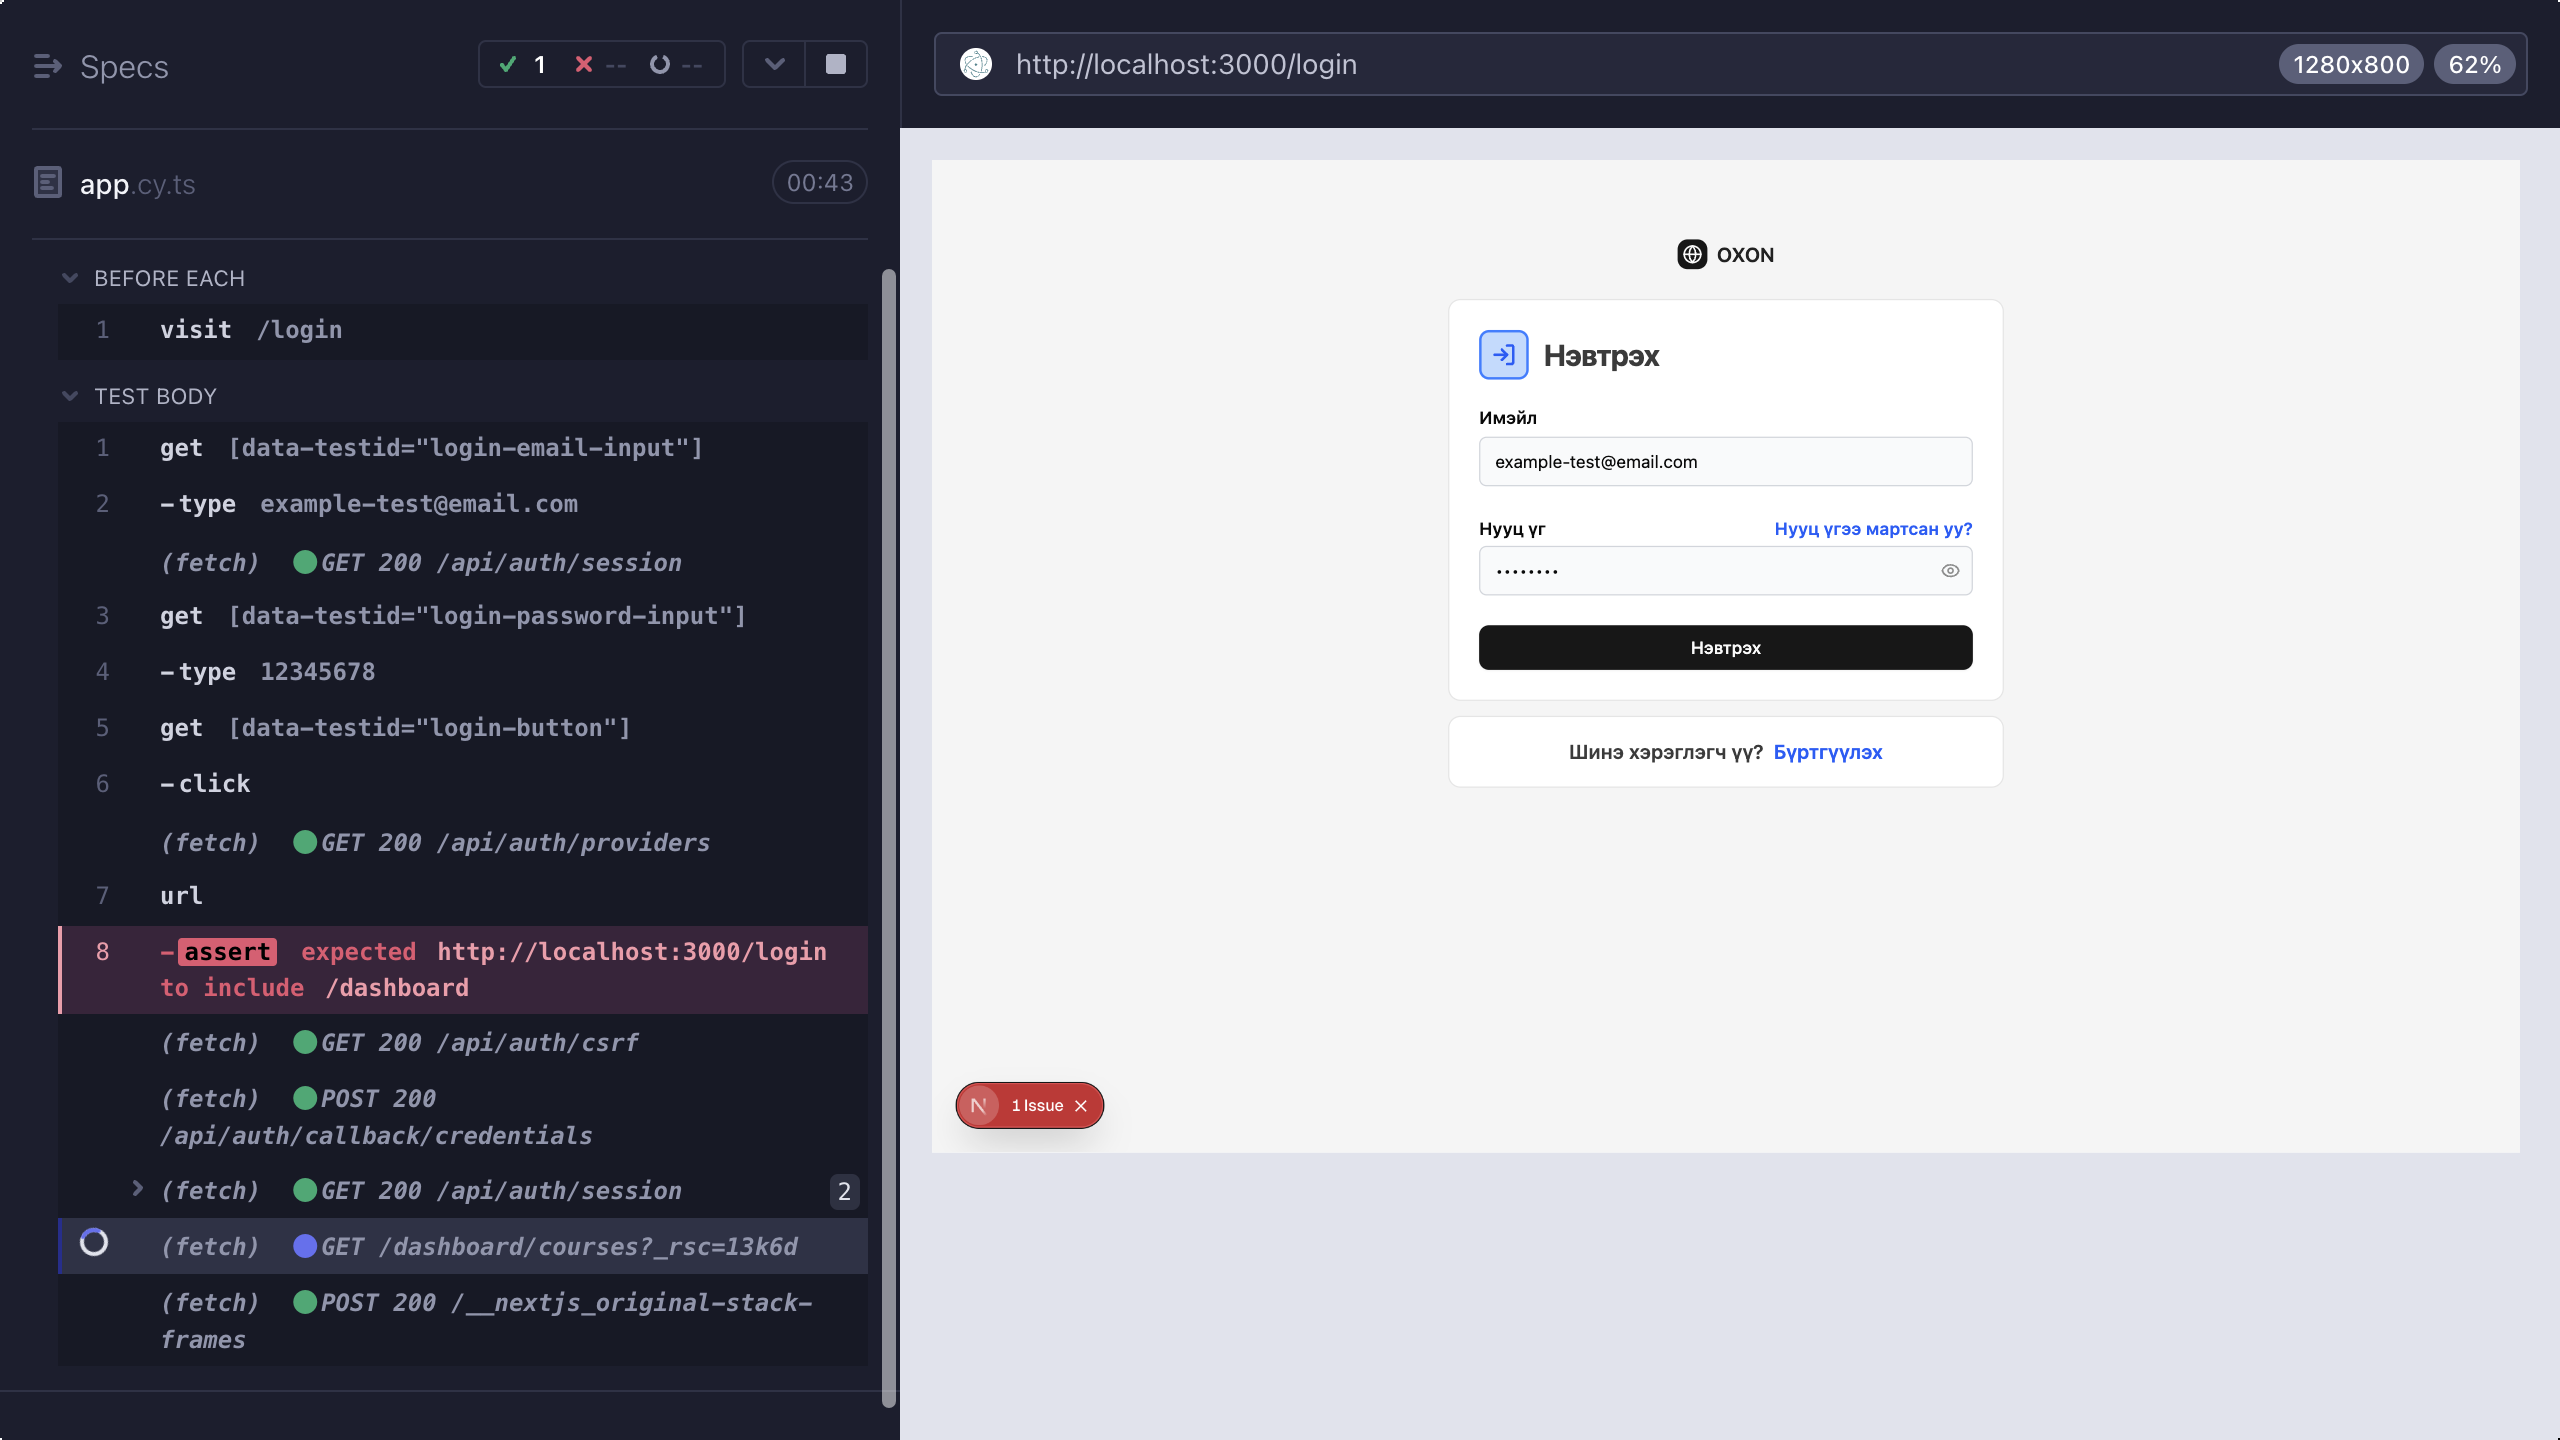 Specs
1 -- --
app.cy.ts 00:43
BEFORE EACH
1 visit /login
TEST BODY
1 get [data-testid="login-email-input"]
2 -type example-test@email.com
(fetch) GET 200 /api/auth/session
3 get [data-testid="login-password-input"]
4 -type 12345678
5 get [data-testid="login-button"]
6 -click
(fetch) GET 200 /api/auth/providers
7 url
8 -assert expected http://localhost:3000/login
to include /dashboard
(fetch) GET 200 /api/auth/csrf
(fetch) POST 200
/api/auth/callback/credentials
(fetch) GET 200 /api/auth/session 2
(fetch) GET /dashboard/courses?_rsc=13k6d
(fetch) POST 200 /__nextjs_original-stack-
frames
http://localhost:3000/login 1280x800 62%
OXON
Нэвтрэх
Имэйл
example-test@email.com
Нууц үг Нууц үгээ мартсан уу?
••••••••
Нэвтрэх
Шинэ хэрэглэгч үү? Бүртгүүлэх
N 1 Issue